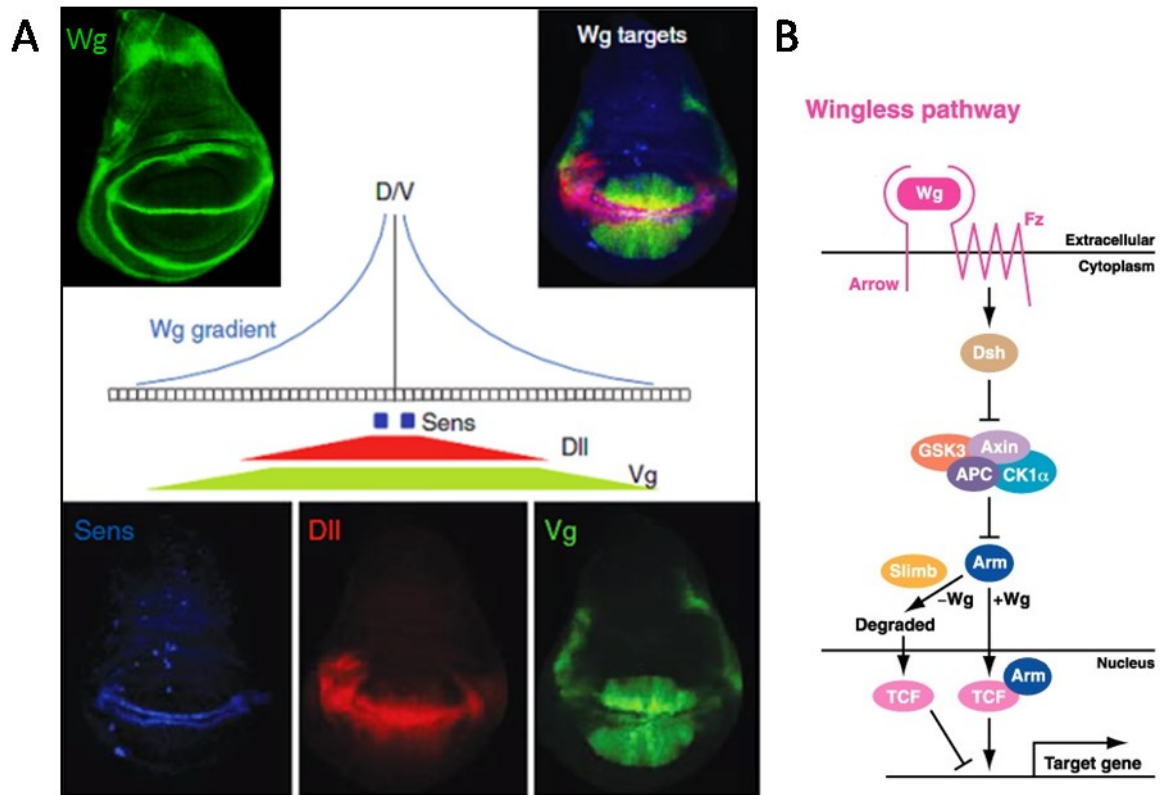 A
Wg
Wg targets
D/V
Wg gradient
Sens
Dll
Vg
Sens
Dll
Vg
B
Wingless pathway
Wg
Fz
Extracellular
Cytoplasm
Arrow
Dsh
GSK3
Axin
APC
CK1α
Slimb
Arm
–Wg
+Wg
Degraded
Nucleus
TCF
TCF
Arm
Target gene